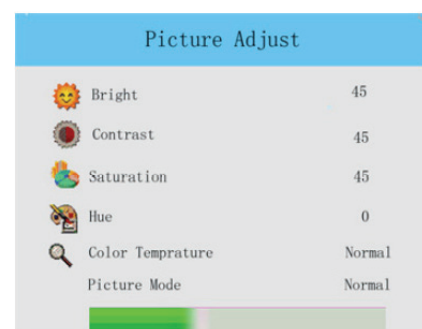 Picture Adjust
Bright 45
Contrast 45
Saturation 45
Hue 0
Color Temprature Normal
Picture Mode Normal